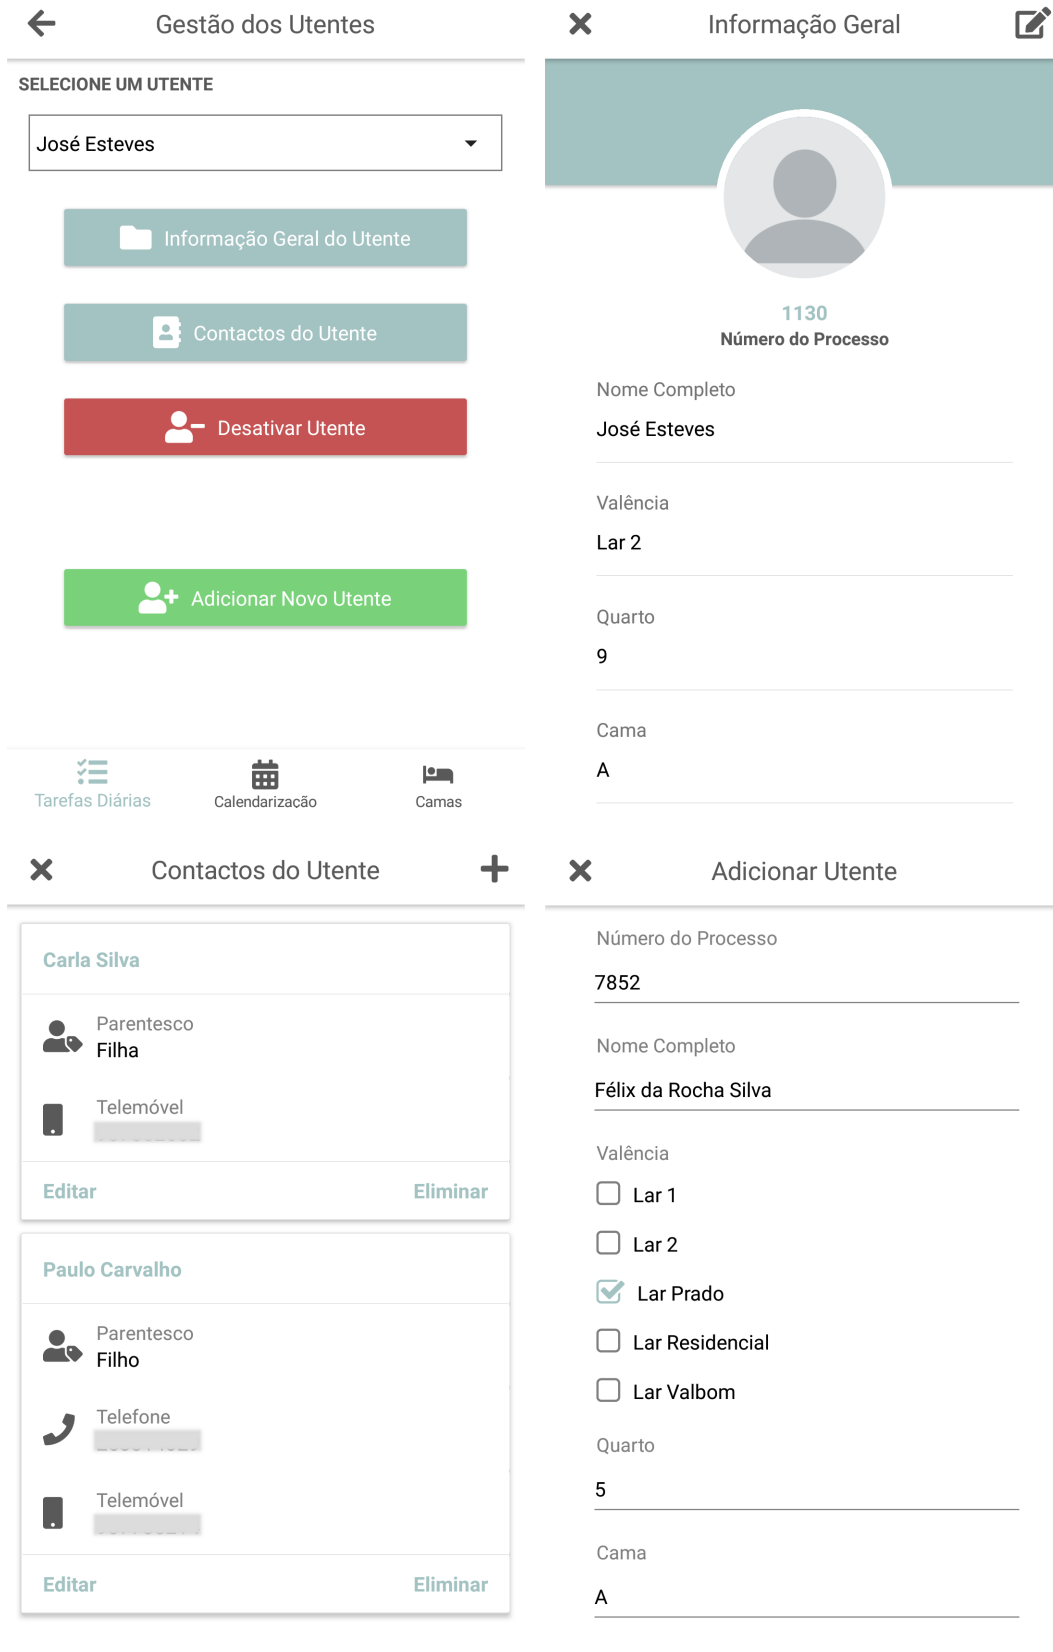 Gestão dos Utentes
SELECIONE UM UTENTE
José Esteves
Informação Geral do Utente
Contactos do Utente
Desativar Utente
Adicionar Novo Utente
Tarefas Diárias
Calendarização
Camas
Informação Geral
1130
Número do Processo
Nome Completo
José Esteves
Valência
Lar 2
Quarto
9
Cama
A
Contactos do Utente
Carla Silva
Parentesco
Filha
Telemóvel
Editar
Eliminar
Paulo Carvalho
Parentesco
Filho
Telefone
Telemóvel
Editar
Eliminar
Adicionar Utente
Número do Processo
7852
Nome Completo
Félix da Rocha Silva
Valência
Lar 1
Lar 2
Lar Prado
Lar Residencial
Lar Valbom
Quarto
5
Cama
A